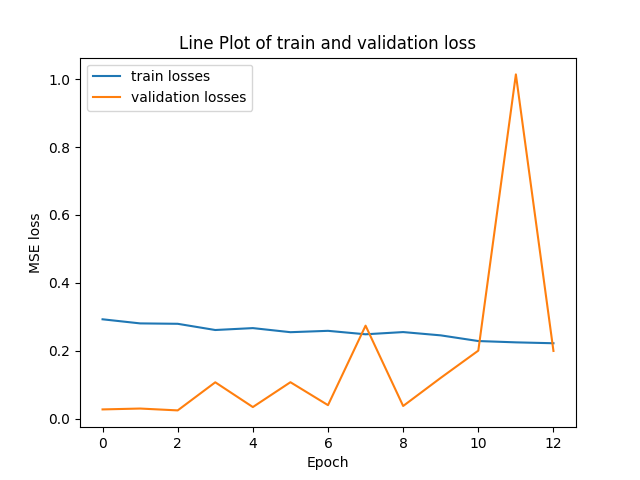 Line Plot of train and validation loss
train losses
validation losses
1.0
0.8
0.6
0.4
0.2
0.0
MSE loss
0 2 4 6 8 10 12
Epoch